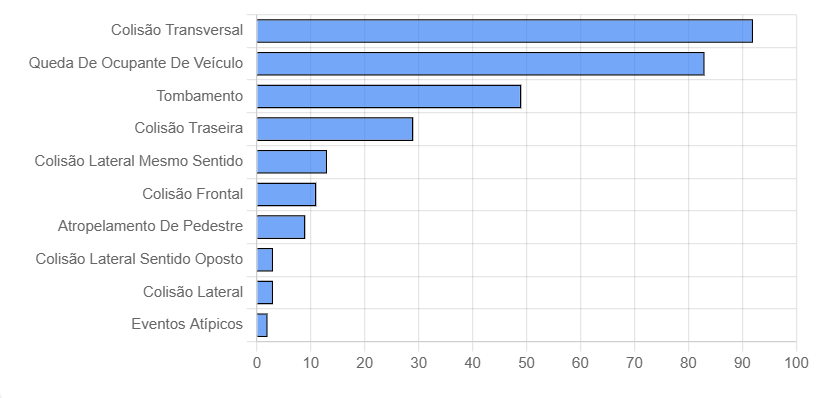 Colisão Transversal
Queda De Ocupante De Veículo
Tombamento
Colisão Traseira
Colisão Lateral Mesmo Sentido
Colisão Frontal
Atropelamento De Pedestre
Colisão Lateral Sentido Oposto
Colisão Lateral
Eventos Atípicos
0 10 20 30 40 50 60 70 80 90 100